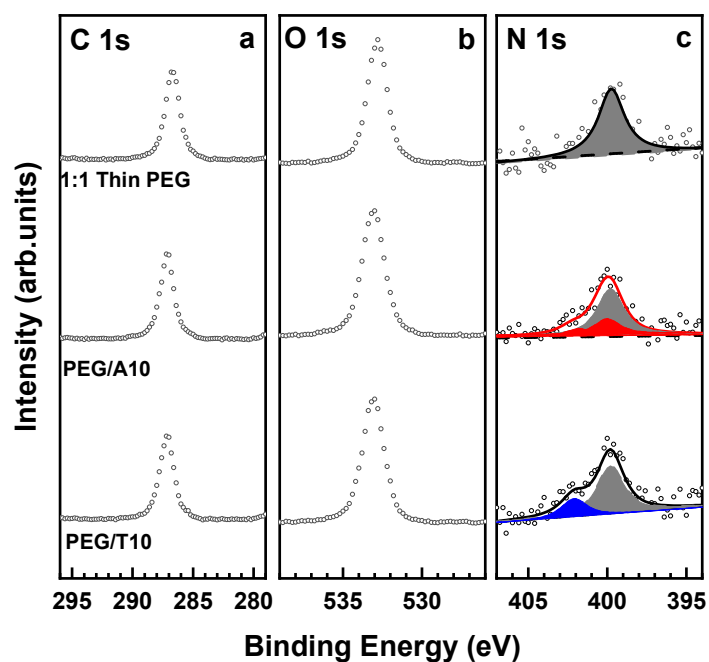 C 1s a
O 1s b
N 1s c
1:1 Thin PEG
PEG/A10
PEG/T10
Intensity (arb.units)
295 290 285 280
535 530
405 400 394
Binding Energy (eV)